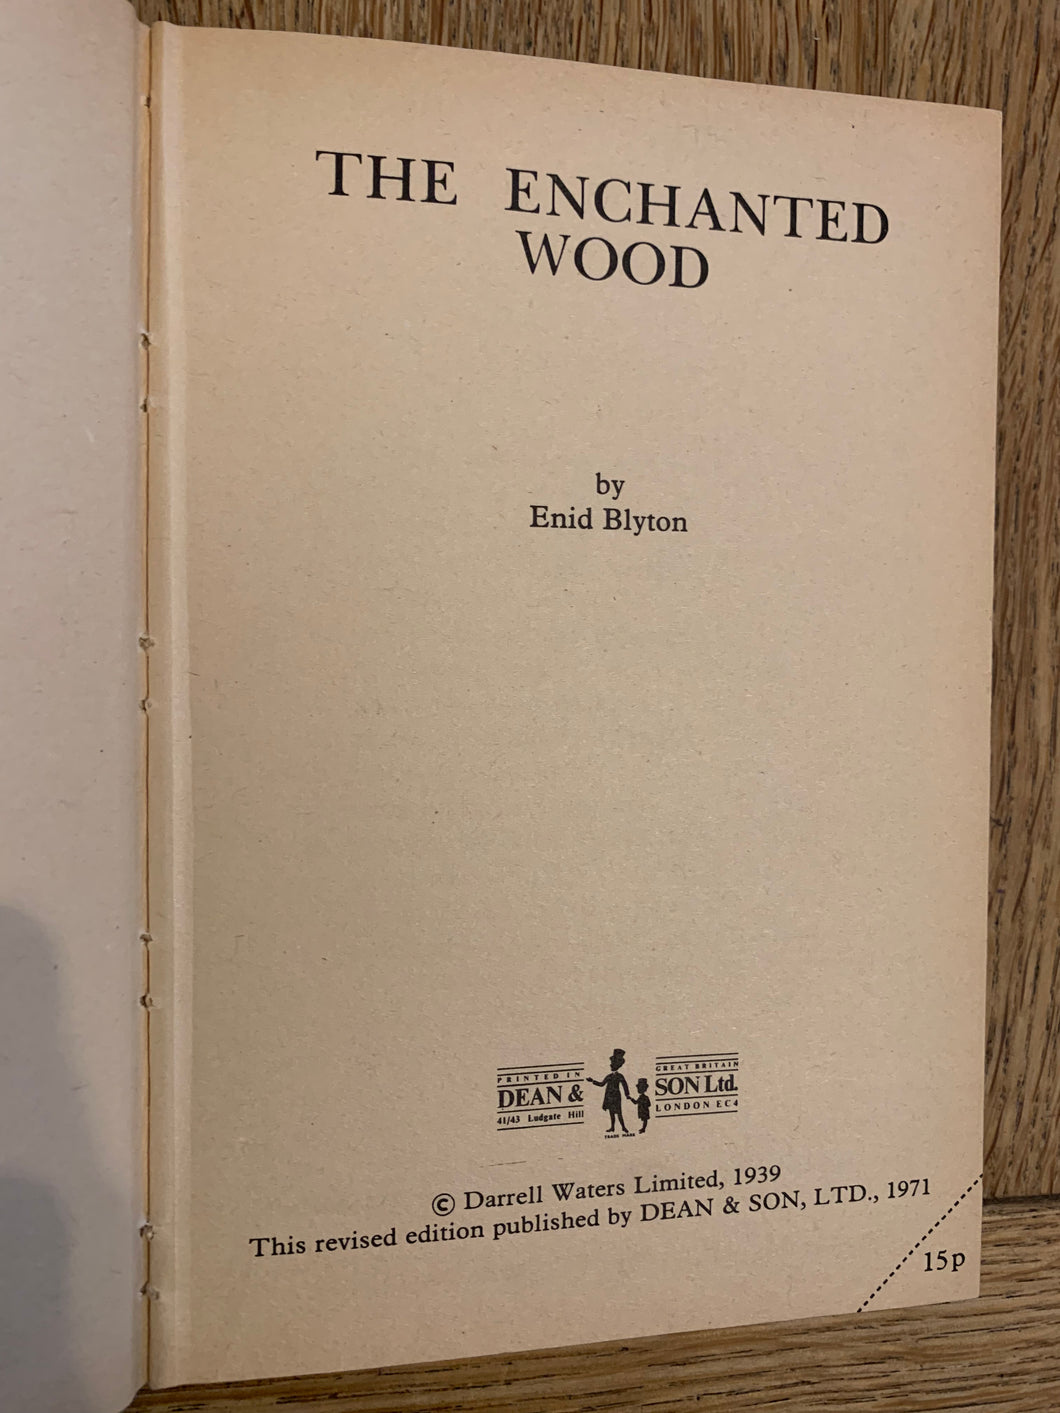 THE ENCHANTED
WOOD
by
Enid Blyton
PRINTED IN
DEAN &
41/43 Ludgate Hill
GREAT BRITAIN
SON Ltd.
LONDON EC4
TRADE MARK
© Darrell Waters Limited, 1939
This revised edition published by DEAN & SON, LTD., 1971
15p